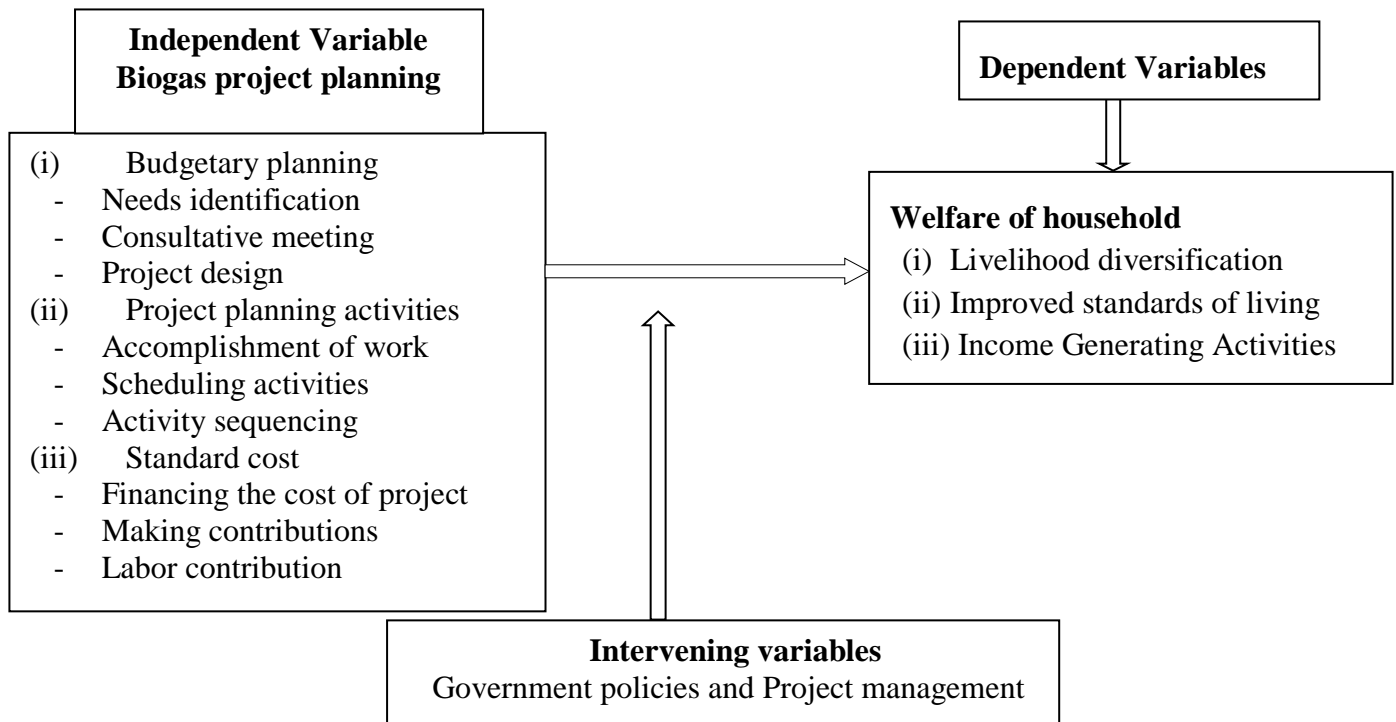 Independent Variable
Biogas project planning
(i) Budgetary planning
- Needs identification
- Consultative meeting
- Project design
(ii) Project planning activities
- Accomplishment of work
- Scheduling activities
- Activity sequencing
(iii) Standard cost
- Financing the cost of project
- Making contributions
- Labor contribution
Dependent Variables
Welfare of household
(i) Livelihood diversification
(ii) Improved standards of living
(iii) Income Generating Activities
Intervening variables
Government policies and Project management